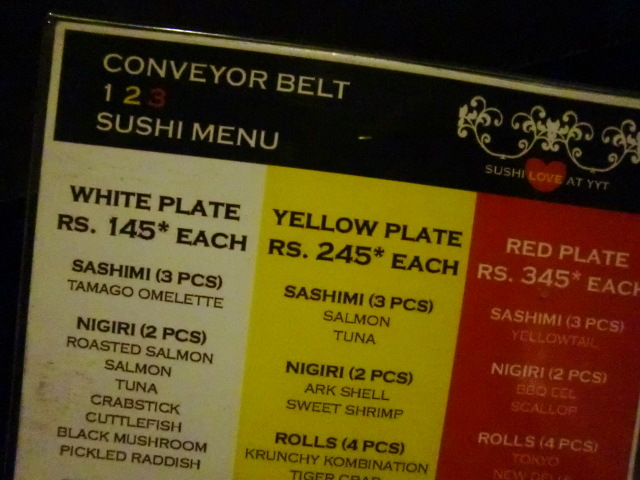 CONVEYOR BELT
1 2 3
SUSHI MENU
SUSHI LOVE AT YYT
WHITE PLATE
RS. 145* EACH
SASHIMI (3 PCS)
TAMAGO OMELETTE
NIGIRI (2 PCS)
ROASTED SALMON
SALMON
TUNA
CRABSTICK
CUTTLEFISH
BLACK MUSHROOM
PICKLED RADDISH
YELLOW PLATE
RS. 245* EACH
SASHIMI (3 PCS)
SALMON
TUNA
NIGIRI (2 PCS)
ARK SHELL
SWEET SHRIMP
ROLLS (4 PCS)
KRUNCHY KOMBINATION
TIGER CRAB
RED PLATE
RS. 345* EACH
SASHIMI (3 PCS)
YELLOWTAIL
NIGIRI (2 PCS)
BBQ EEL
SCALLOP
ROLLS (4 PCS)
TOKYO
NEW